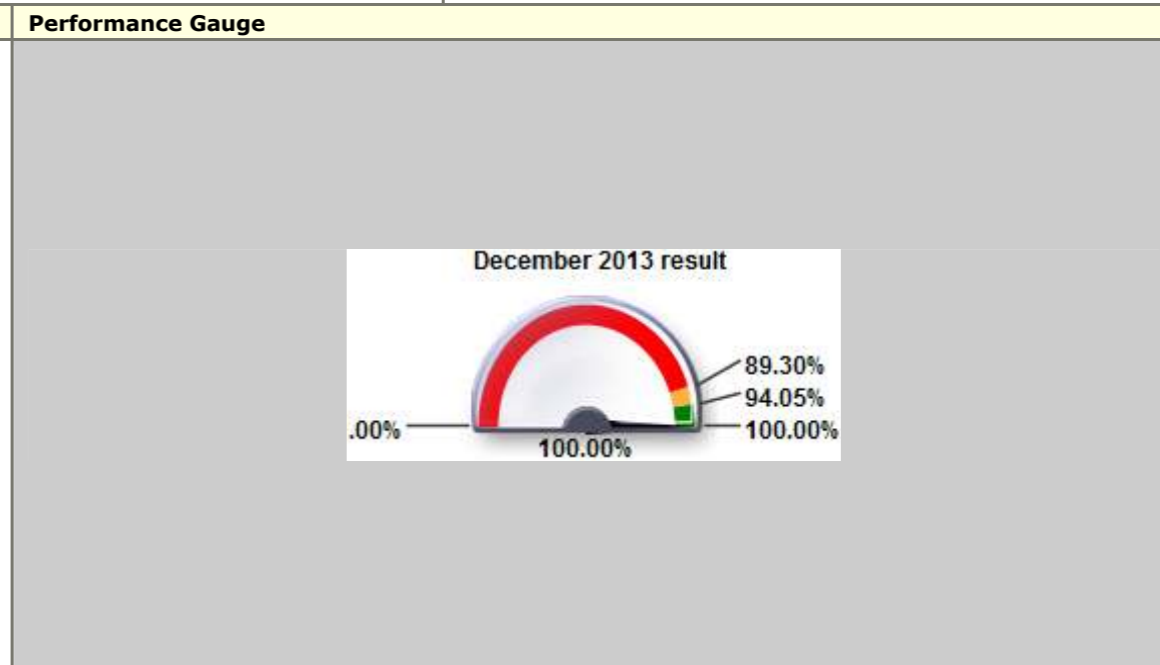 Performance Gauge
December 2013 result
89.30%
94.05%
.00%
100.00%
100.00%